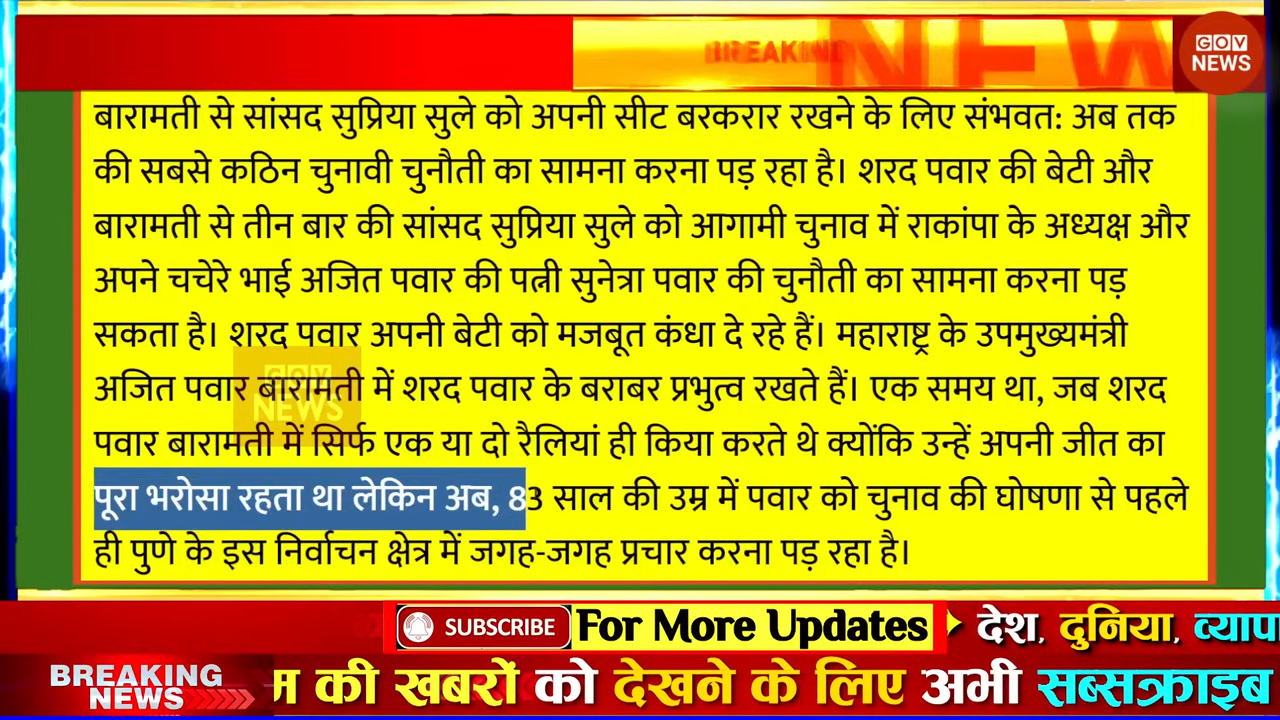 BREAKING
NEW
GOV
NEWS
बारामती से सांसद सुप्रिया सुले को अपनी सीट बरकरार रखने के लिए संभवत: अब तक
की सबसे कठिन चुनावी चुनौती का सामना करना पड़ रहा है। शरद पवार की बेटी और
बारामती से तीन बार की सांसद सुप्रिया सुले को आगामी चुनाव में राकांपा के अध्यक्ष और
अपने चचेरे भाई अजित पवार की पत्नी सुनेत्रा पवार की चुनौती का सामना करना पड़
सकता है। शरद पवार अपनी बेटी को मजबूत कंधा दे रहे हैं। महाराष्ट्र के उपमुख्यमंत्री
अजित पवार बारामती में शरद पवार के बराबर प्रभुत्व रखते हैं। एक समय था, जब शरद
पवार बारामती में सिर्फ एक या दो रैलियां ही किया करते थे क्योंकि उन्हें अपनी जीत का
पूरा भरोसा रहता था लेकिन अब, 83 साल की उम्र में पवार को चुनाव की घोषणा से पहले
ही पुणे के इस निर्वाचन क्षेत्र में जगह-जगह प्रचार करना पड़ रहा है।
GOV
NEWS
SUBSCRIBE For More Updates देश, दुनिया, व्याप
BREAKING
NEWS
म की खबरों को देखने के लिए अभी सब्सक्राइब